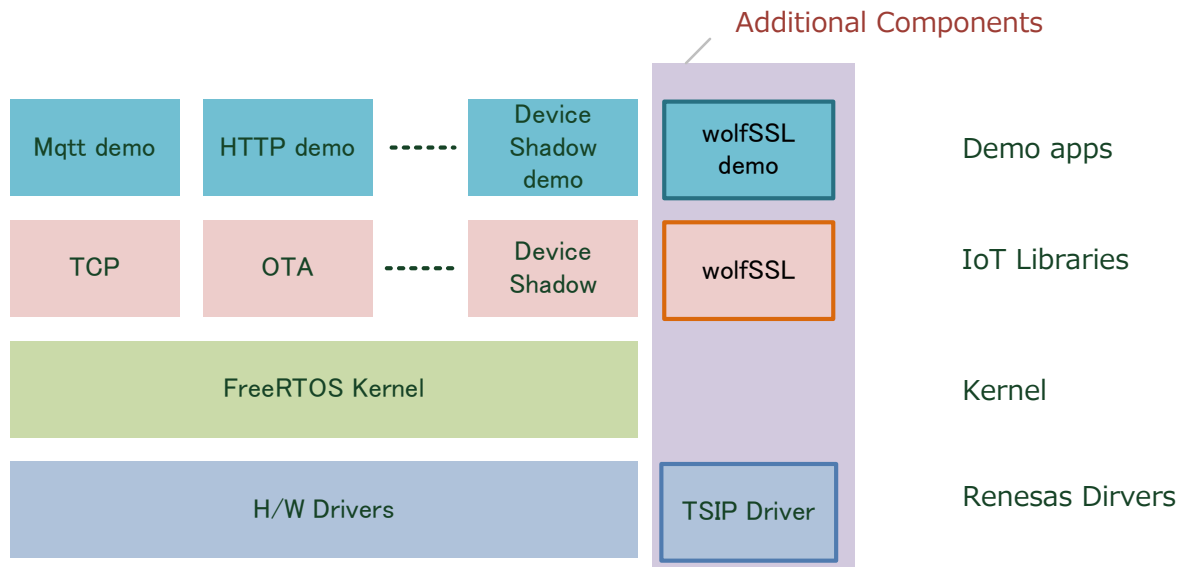 Additional Components
Mqtt demo
HTTP demo
Device
Shadow
demo
wolfSSL
demo
Demo apps
TCP
OTA
Device
Shadow
wolfSSL
IoT Libraries
FreeRTOS Kernel
Kernel
H/W Drivers
TSIP Driver
Renesas Dirvers